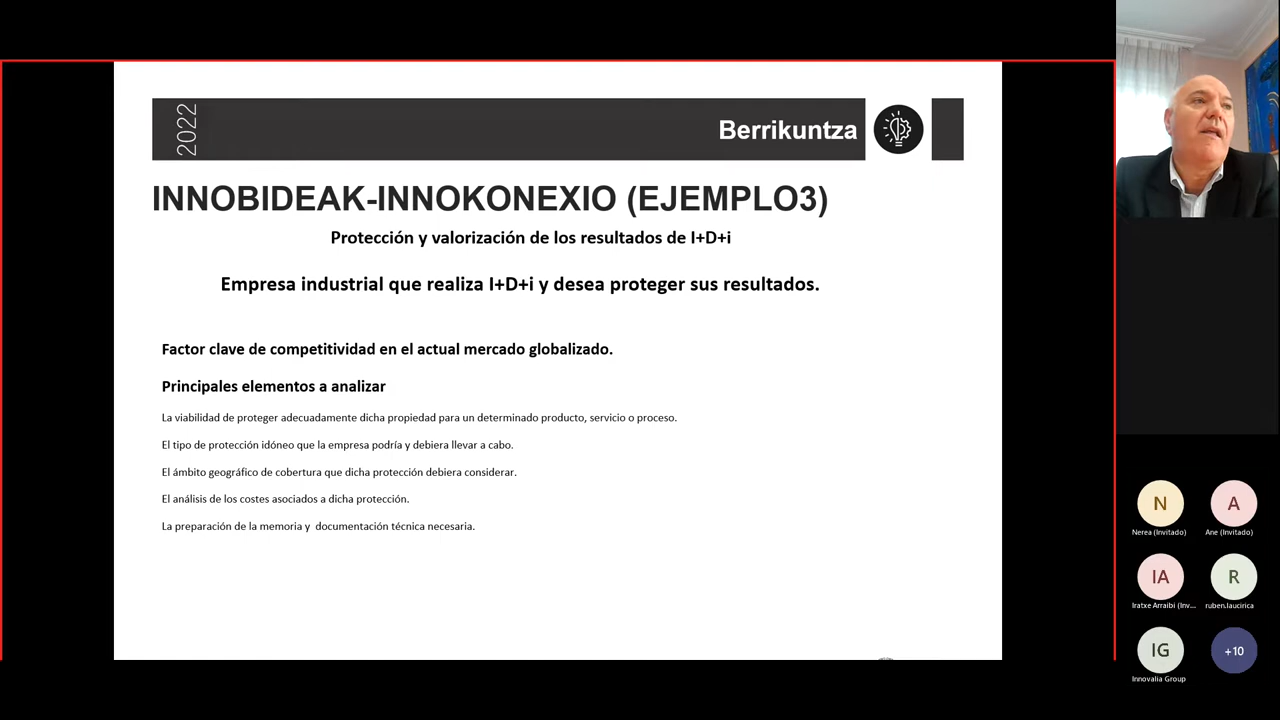 2022
Berrikuntza
INNOBIDEAK-INNOKONEXIO (EJEMPLO3)
Protección y valorización de los resultados de I+D+i
Empresa industrial que realiza I+D+i y desea proteger sus resultados.
Factor clave de competitividad en el actual mercado globalizado.
Principales elementos a analizar
La viabilidad de proteger adecuadamente dicha propiedad para un determinado producto, servicio o proceso.
El tipo de protección idóneo que la empresa podría y debiera llevar a cabo.
El ámbito geográfico de cobertura que dicha protección debiera considerar.
El análisis de los costes asociados a dicha protección.
La preparación de la memoria y  documentación técnica necesaria.
N
A
Nerea (Invitado)
Ane (Invitado)
IA
R
Iratxe Arraibi (Inv...
ruben.laucirica
IG
+10
Innovalia Group